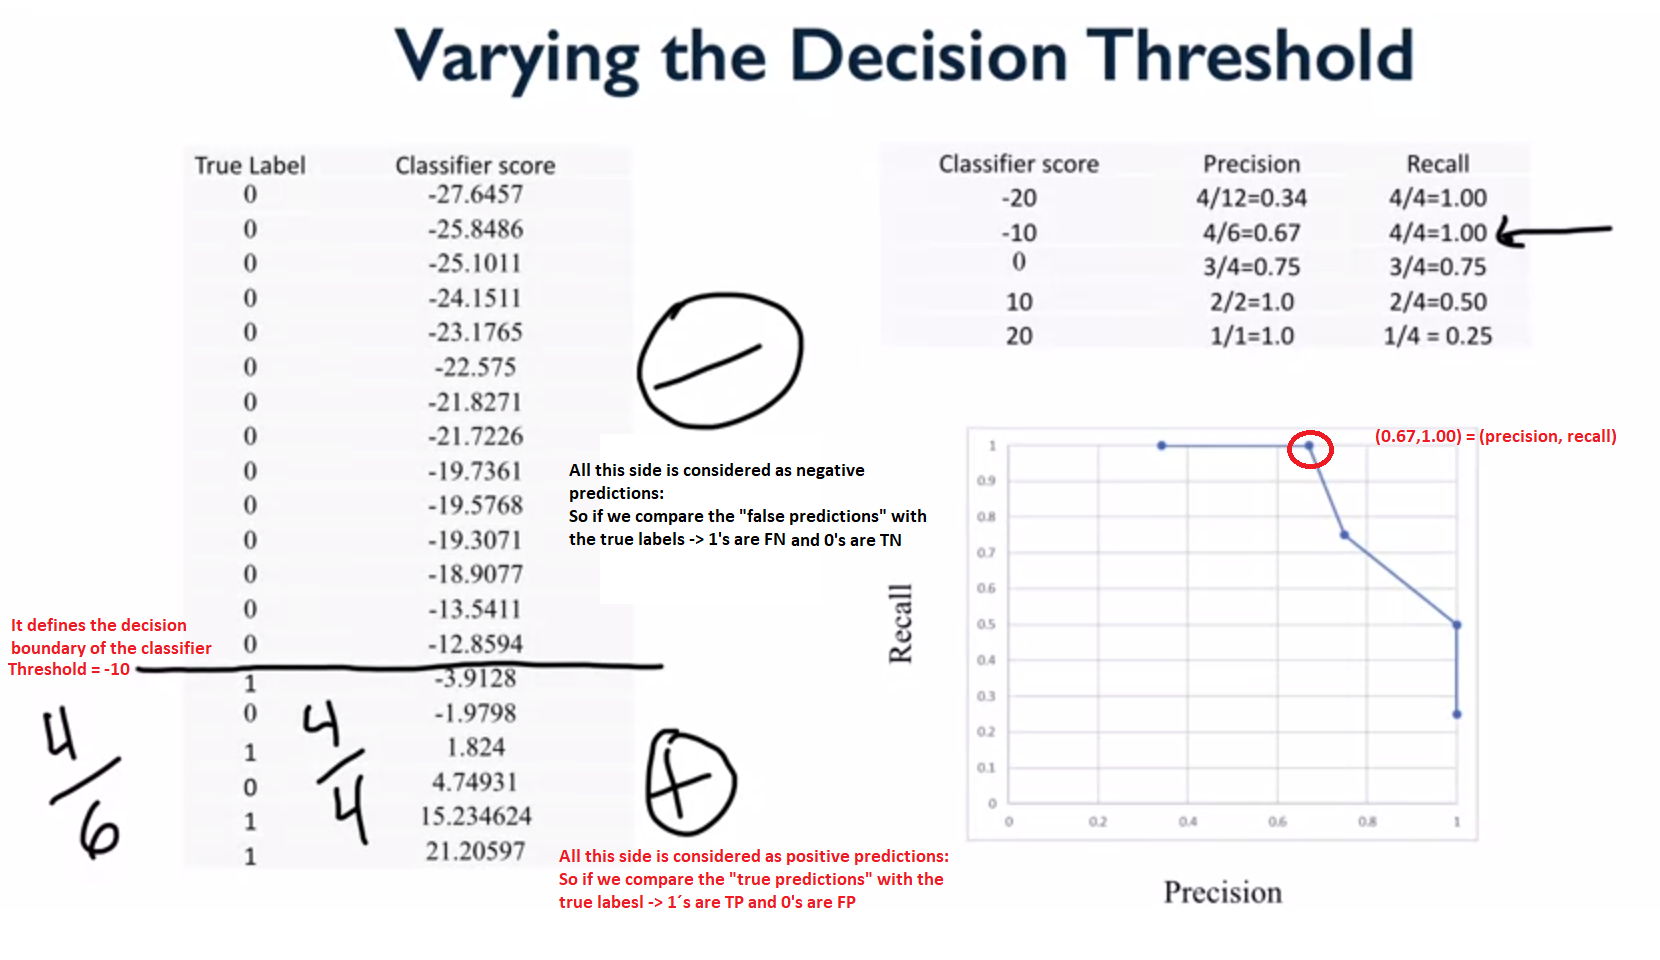 Varying the Decision Threshold
True Label Classifier score
0 -27.6457
0 -25.8486
0 -25.1011
0 -24.1511
0 -23.1765
0 -22.575
0 -21.8271
0 -21.7226
0 -19.7361
0 -19.5768
0 -19.3071
0 -18.9077
0 -13.5411
0 -12.8594
1 -3.9128
0 -1.9798
1 1.824
0 4.74931
1 15.234624
1 21.20597
It defines the decision
boundary of the classifier
Threshold = -10
4/6
4/4
All this side is considered as negative
predictions:
So if we compare the "false predictions" with
the true labels -> 1's are FN and 0's are TN
All this side is considered as positive predictions:
So if we compare the "true predictions" with the
true labesl -> 1´s are TP and 0's are FP
Classifier score Precision Recall
-20 4/12=0.34 4/4=1.00
-10 4/6=0.67 4/4=1.00
0 3/4=0.75 3/4=0.75
10 2/2=1.0 2/4=0.50
20 1/1=1.0 1/4 = 0.25
(0.67,1.00) = (precision, recall)
1
0.9
0.8
0.7
0.6
0.5
0.4
0.3
0.2
0.1
0
0 0.2 0.4 0.6 0.8 1
Recall
Precision